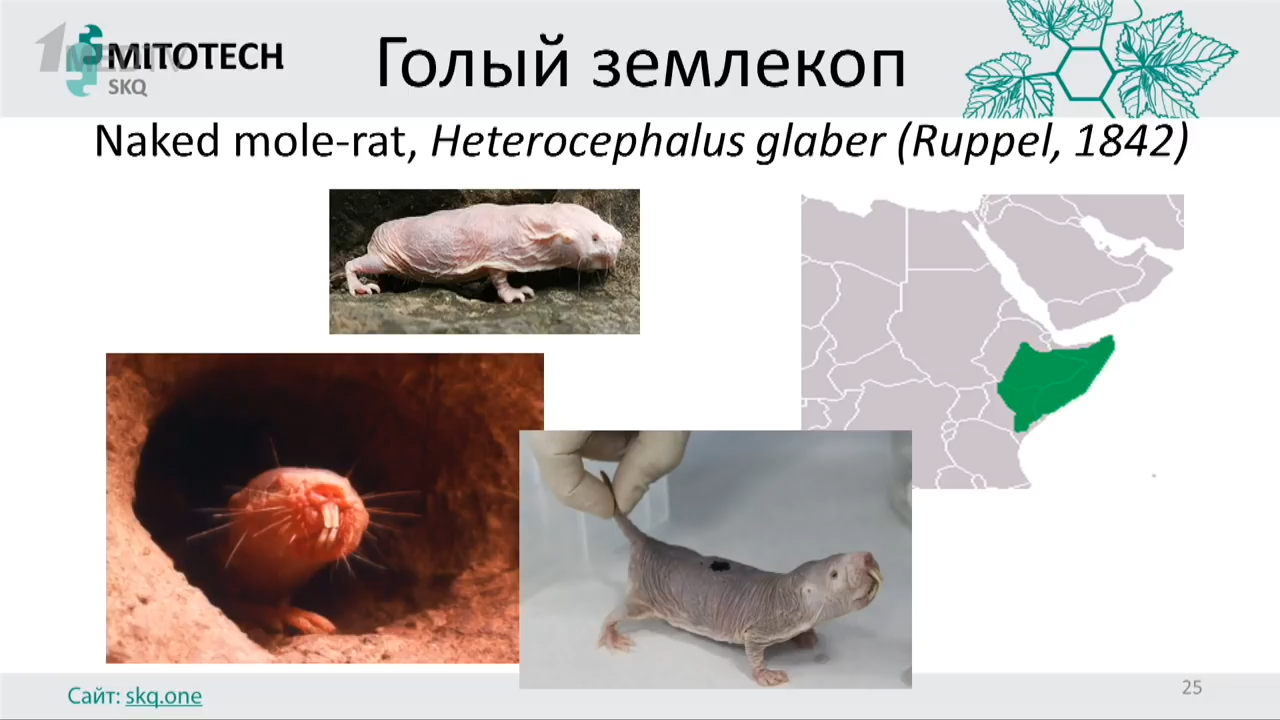 MITOTECH
SKQ
Голый землекоп
Naked mole-rat, Heterocephalus glaber (Ruppel, 1842)
Сайт: skq.one
25